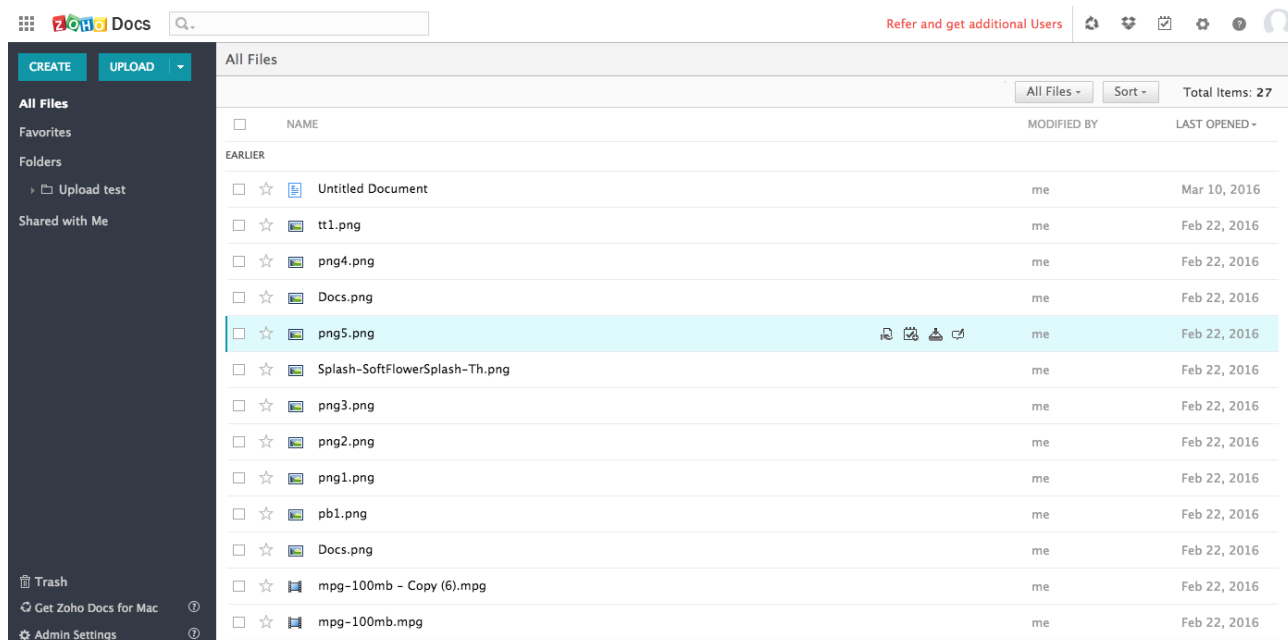 ZOHO Docs
Refer and get additional Users
CREATE
UPLOAD
All Files
Favorites
Folders
Upload test
Shared with Me
Trash
Get Zoho Docs for Mac
Admin Settings
All Files
All Files
Sort
Total Items: 27
NAME MODIFIED BY LAST OPENED
EARLIER
Untitled Document me Mar 10, 2016
tt1.png me Feb 22, 2016
png4.png me Feb 22, 2016
Docs.png me Feb 22, 2016
png5.png me Feb 22, 2016
Splash-SoftFlowerSplash-Th.png me Feb 22, 2016
png3.png me Feb 22, 2016
png2.png me Feb 22, 2016
png1.png me Feb 22, 2016
pb1.png me Feb 22, 2016
Docs.png me Feb 22, 2016
mpg-100mb - Copy (6).mpg me Feb 22, 2016
mpg-100mb.mpg me Feb 22, 2016